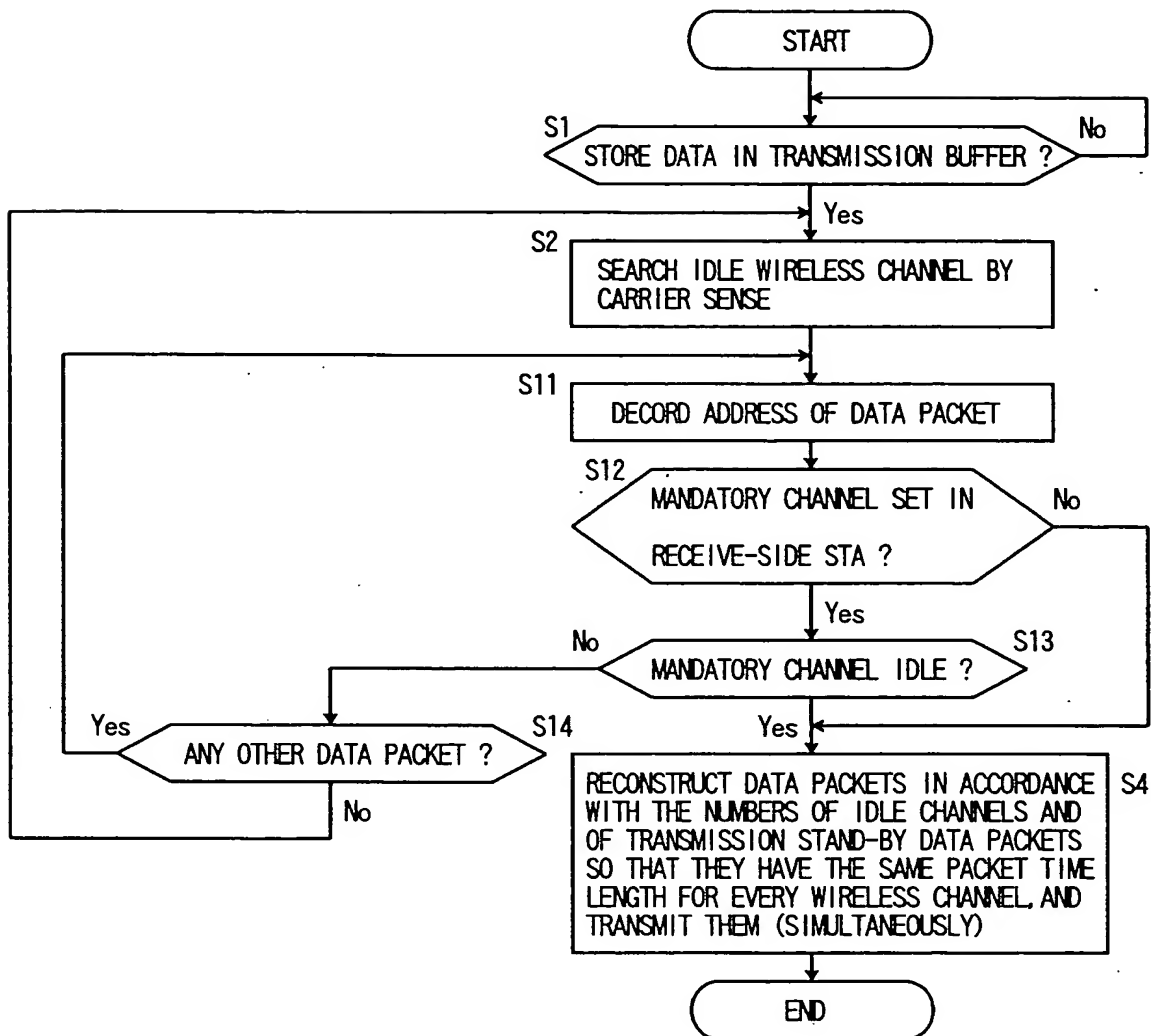 START
S1
No
STORE DATA IN TRANSMISSION BUFFER ?
Yes
S2
SEARCH IDLE WIRELESS CHANNEL BY
CARRIER SENSE
S11
DECORD ADDRESS OF DATA PACKET
S12
MANDATORY CHANNEL SET IN
RECEIVE-SIDE STA ?
No
Yes
No
S13
MANDATORY CHANNEL IDLE ?
Yes
Yes
S14
ANY OTHER DATA PACKET ?
No
RECONSTRUCT DATA PACKETS IN ACCORDANCE
WITH THE NUMBERS OF IDLE CHANNELS AND
OF TRANSMISSION STAND-BY DATA PACKETS
SO THAT THEY HAVE THE SAME PACKET TIME
LENGTH FOR EVERY WIRELESS CHANNEL, AND
TRANSMIT THEM (SIMULTANEOUSLY)
S4
END